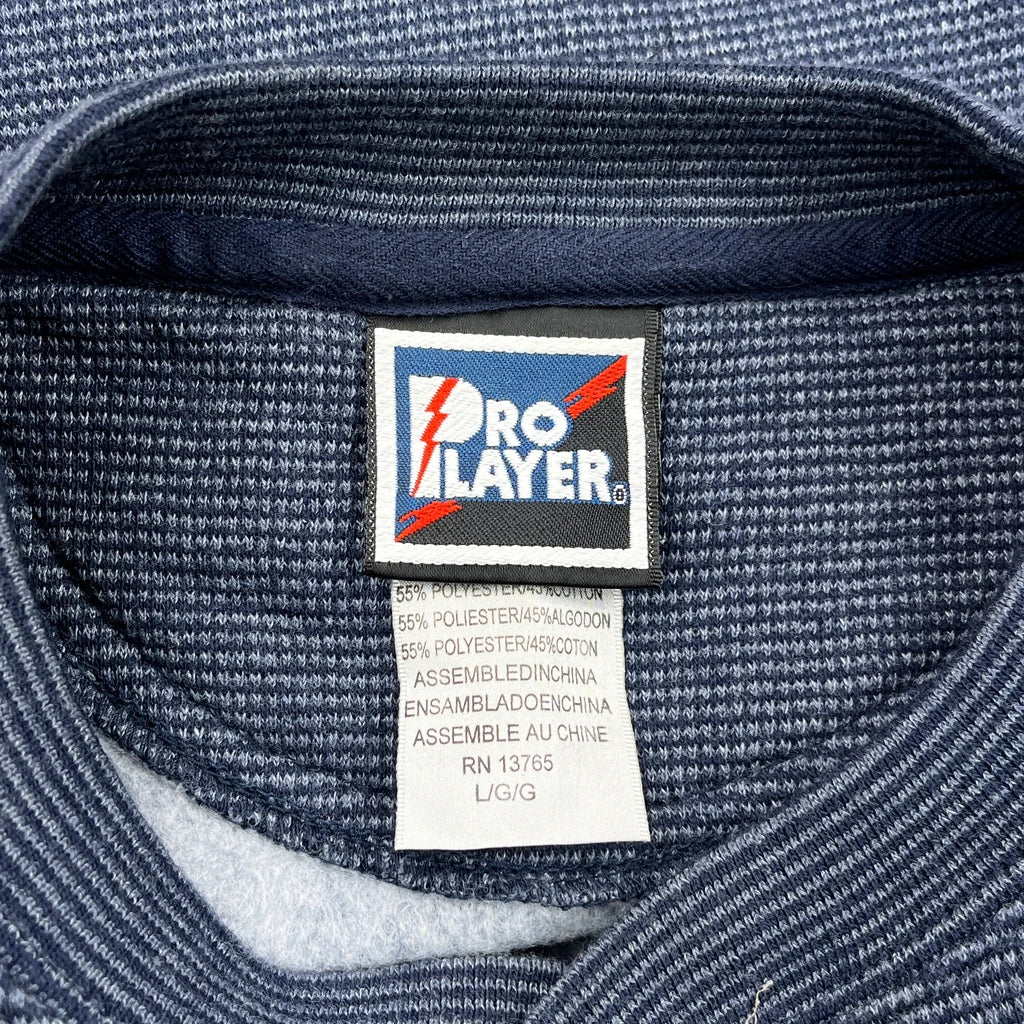 PRO
PLAYER®
55% POLYESTER/45%COTTON
55% POLIESTER/45%ALGODON
55% POLYESTER/45%COTON
ASSEMBLEDINCHINA
ENSAMBLADOENCHINA
ASSEMBLE AU CHINE
RN 13765
L/G/G